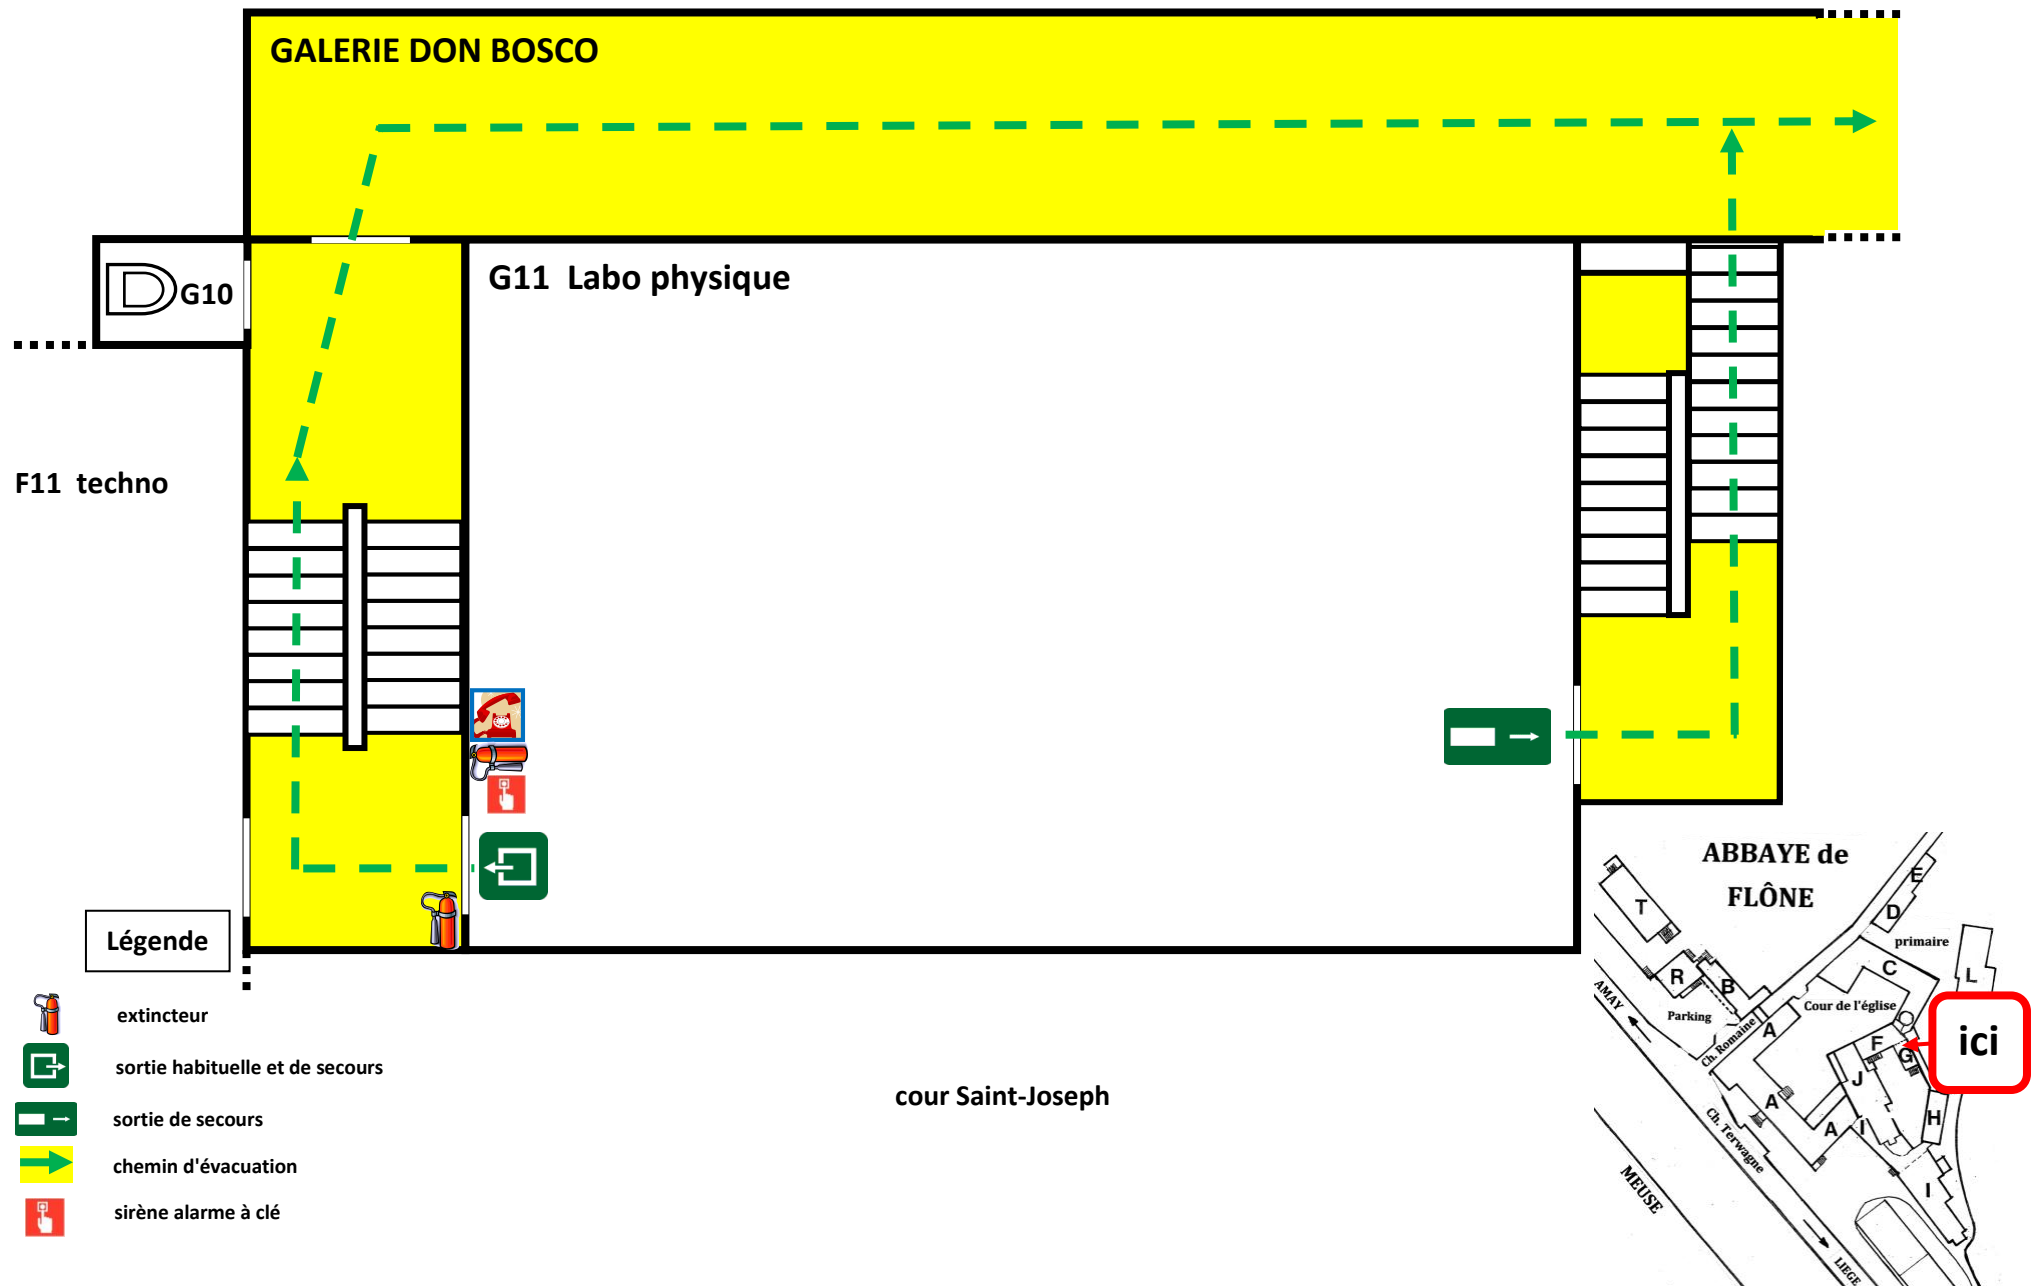 GALERIE DON BOSCO
G10
G11 Labo physique
F11 techno
Légende
extincteur
sortie habituelle et de secours
sortie de secours
chemin d'évacuation
sirène alarme à clé
cour Saint-Joseph
ABBAYE de
FLÔNE
E
T
D
primaire
C
L
R
B
AMAY
Cour de l'église
Parking
Ch. Romaine
A
F
G
ici
J
A
H
A
I
Ch. Terwagne
MEUSE
I
LIEGE